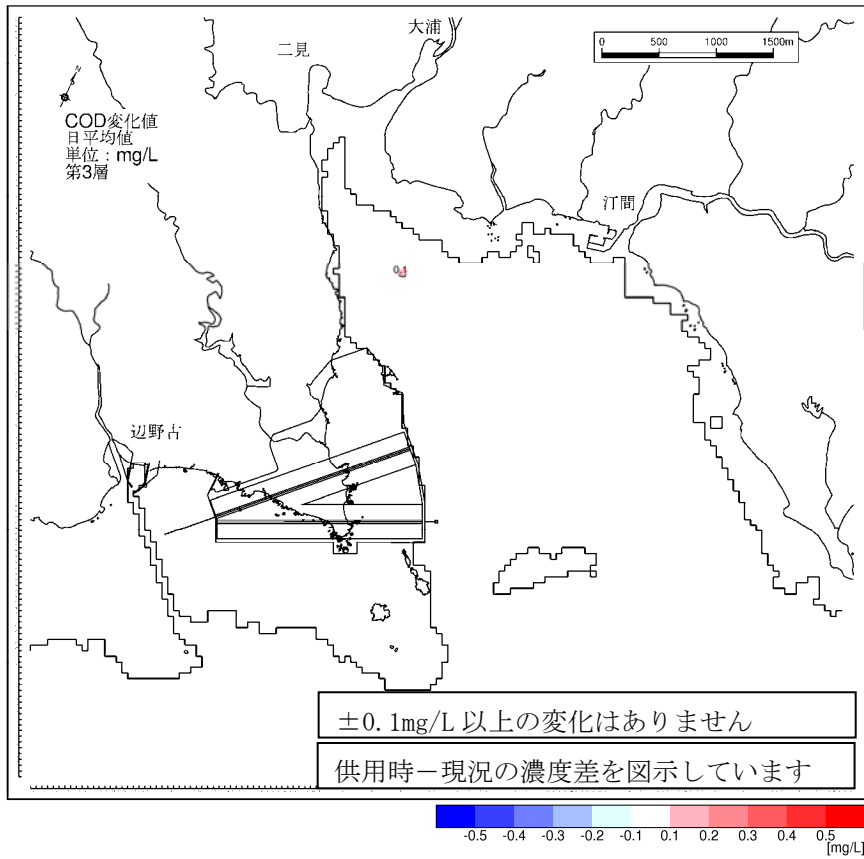 大浦
二見
0 500 1000 1500m
N
COD変化値
日平均値
単位：mg/L
第3層
汀間
0.1
辺野古
±0.1mg/L 以上の変化はありません
供用時－現況の濃度差を図示しています
-0.5 -0.4 -0.3 -0.2 -0.1 0.1 0.2 0.3 0.4 0.5
[mg/L]